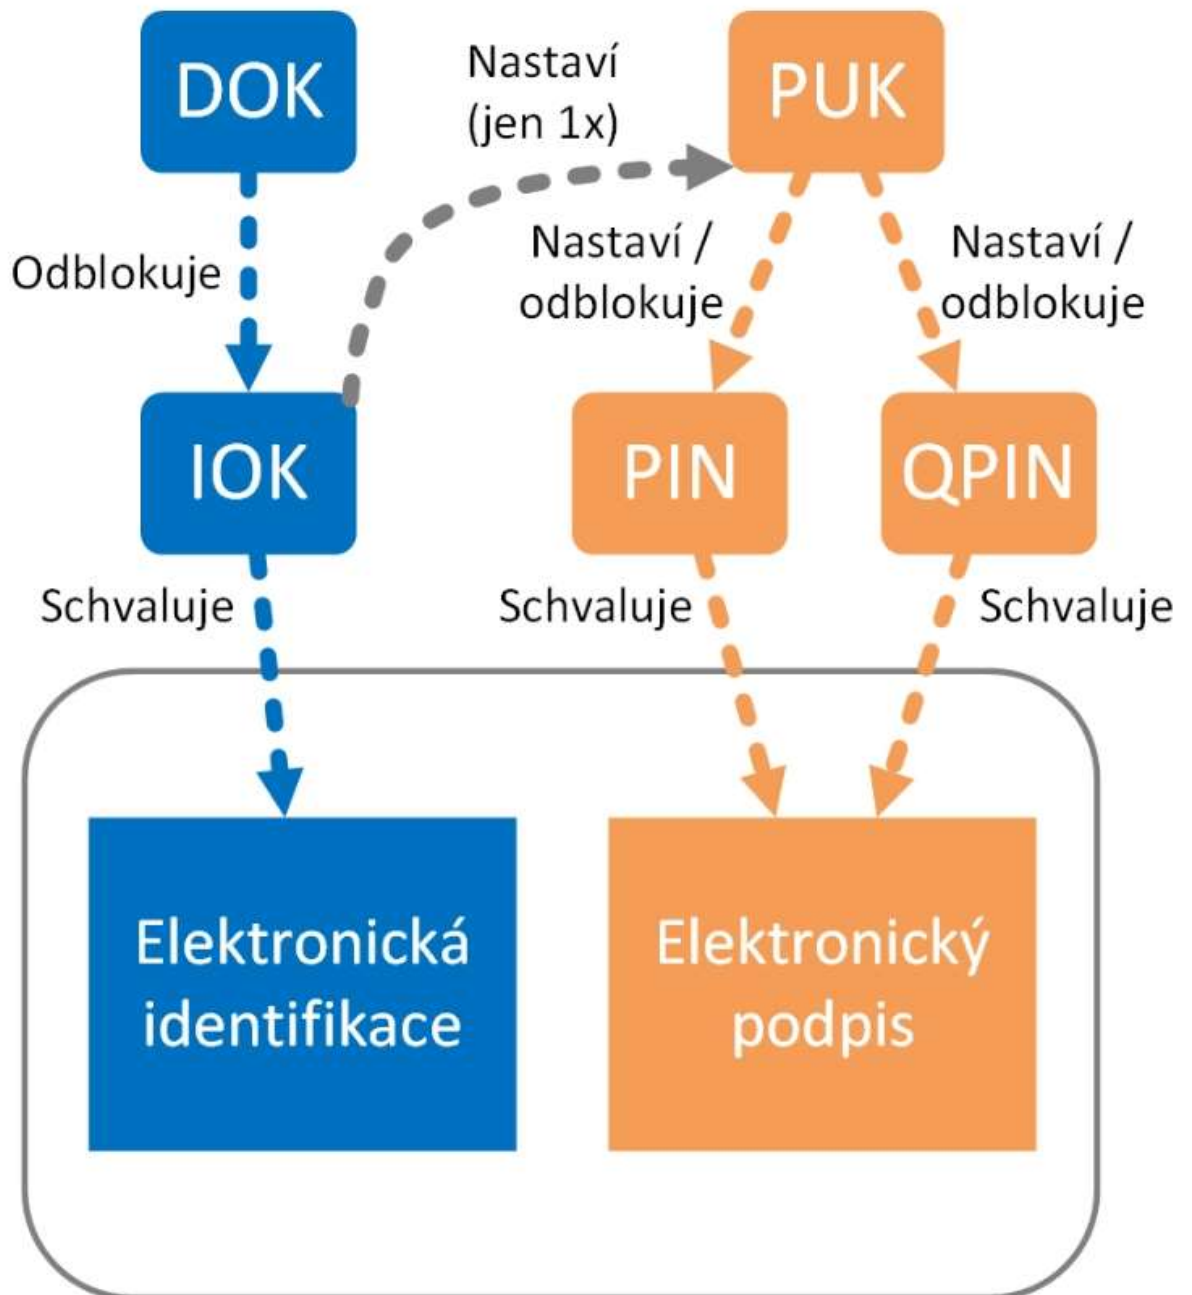 DOK
Nastaví
(jen 1x)
PUK
Odblokuje
Nastaví /
odblokuje
Nastaví /
odblokuje
IOK
PIN
QPIN
Schvaluje
Schvaluje
Schvaluje
Elektronická
identifikace
Elektronický
podpis